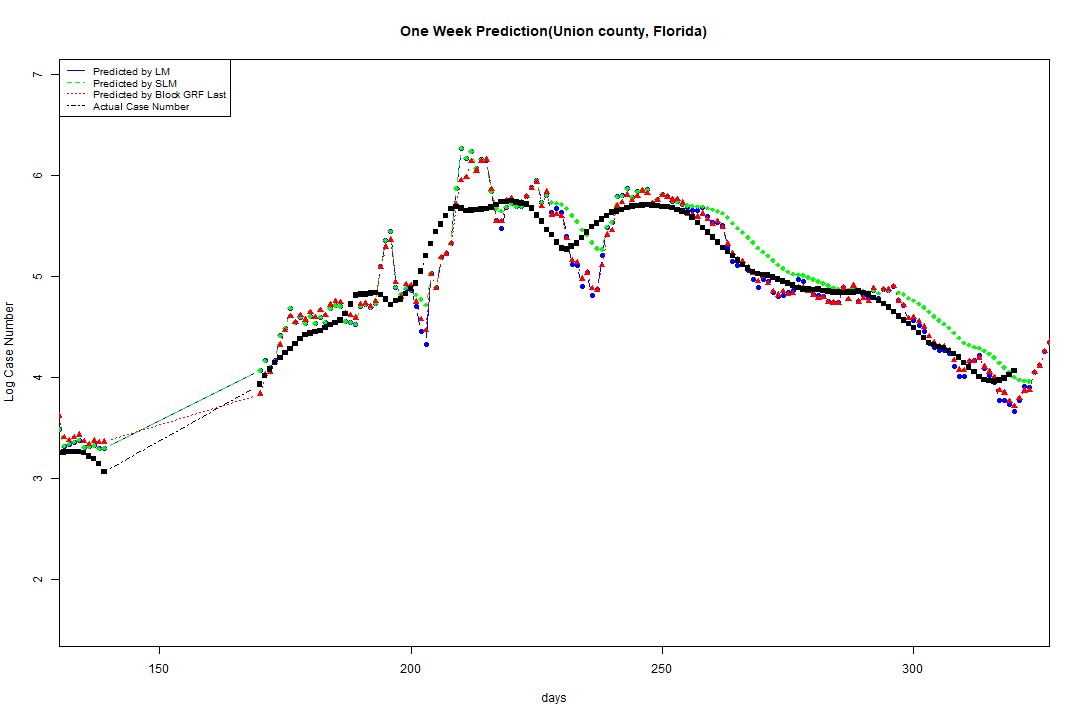 One Week Prediction(Union county, Florida)
Predicted by LM
Predicted by SLM
Predicted by Block GRF Last
Actual Case Number
7
6
5
4
3
2
Log Case Number
150 200 250 300
days